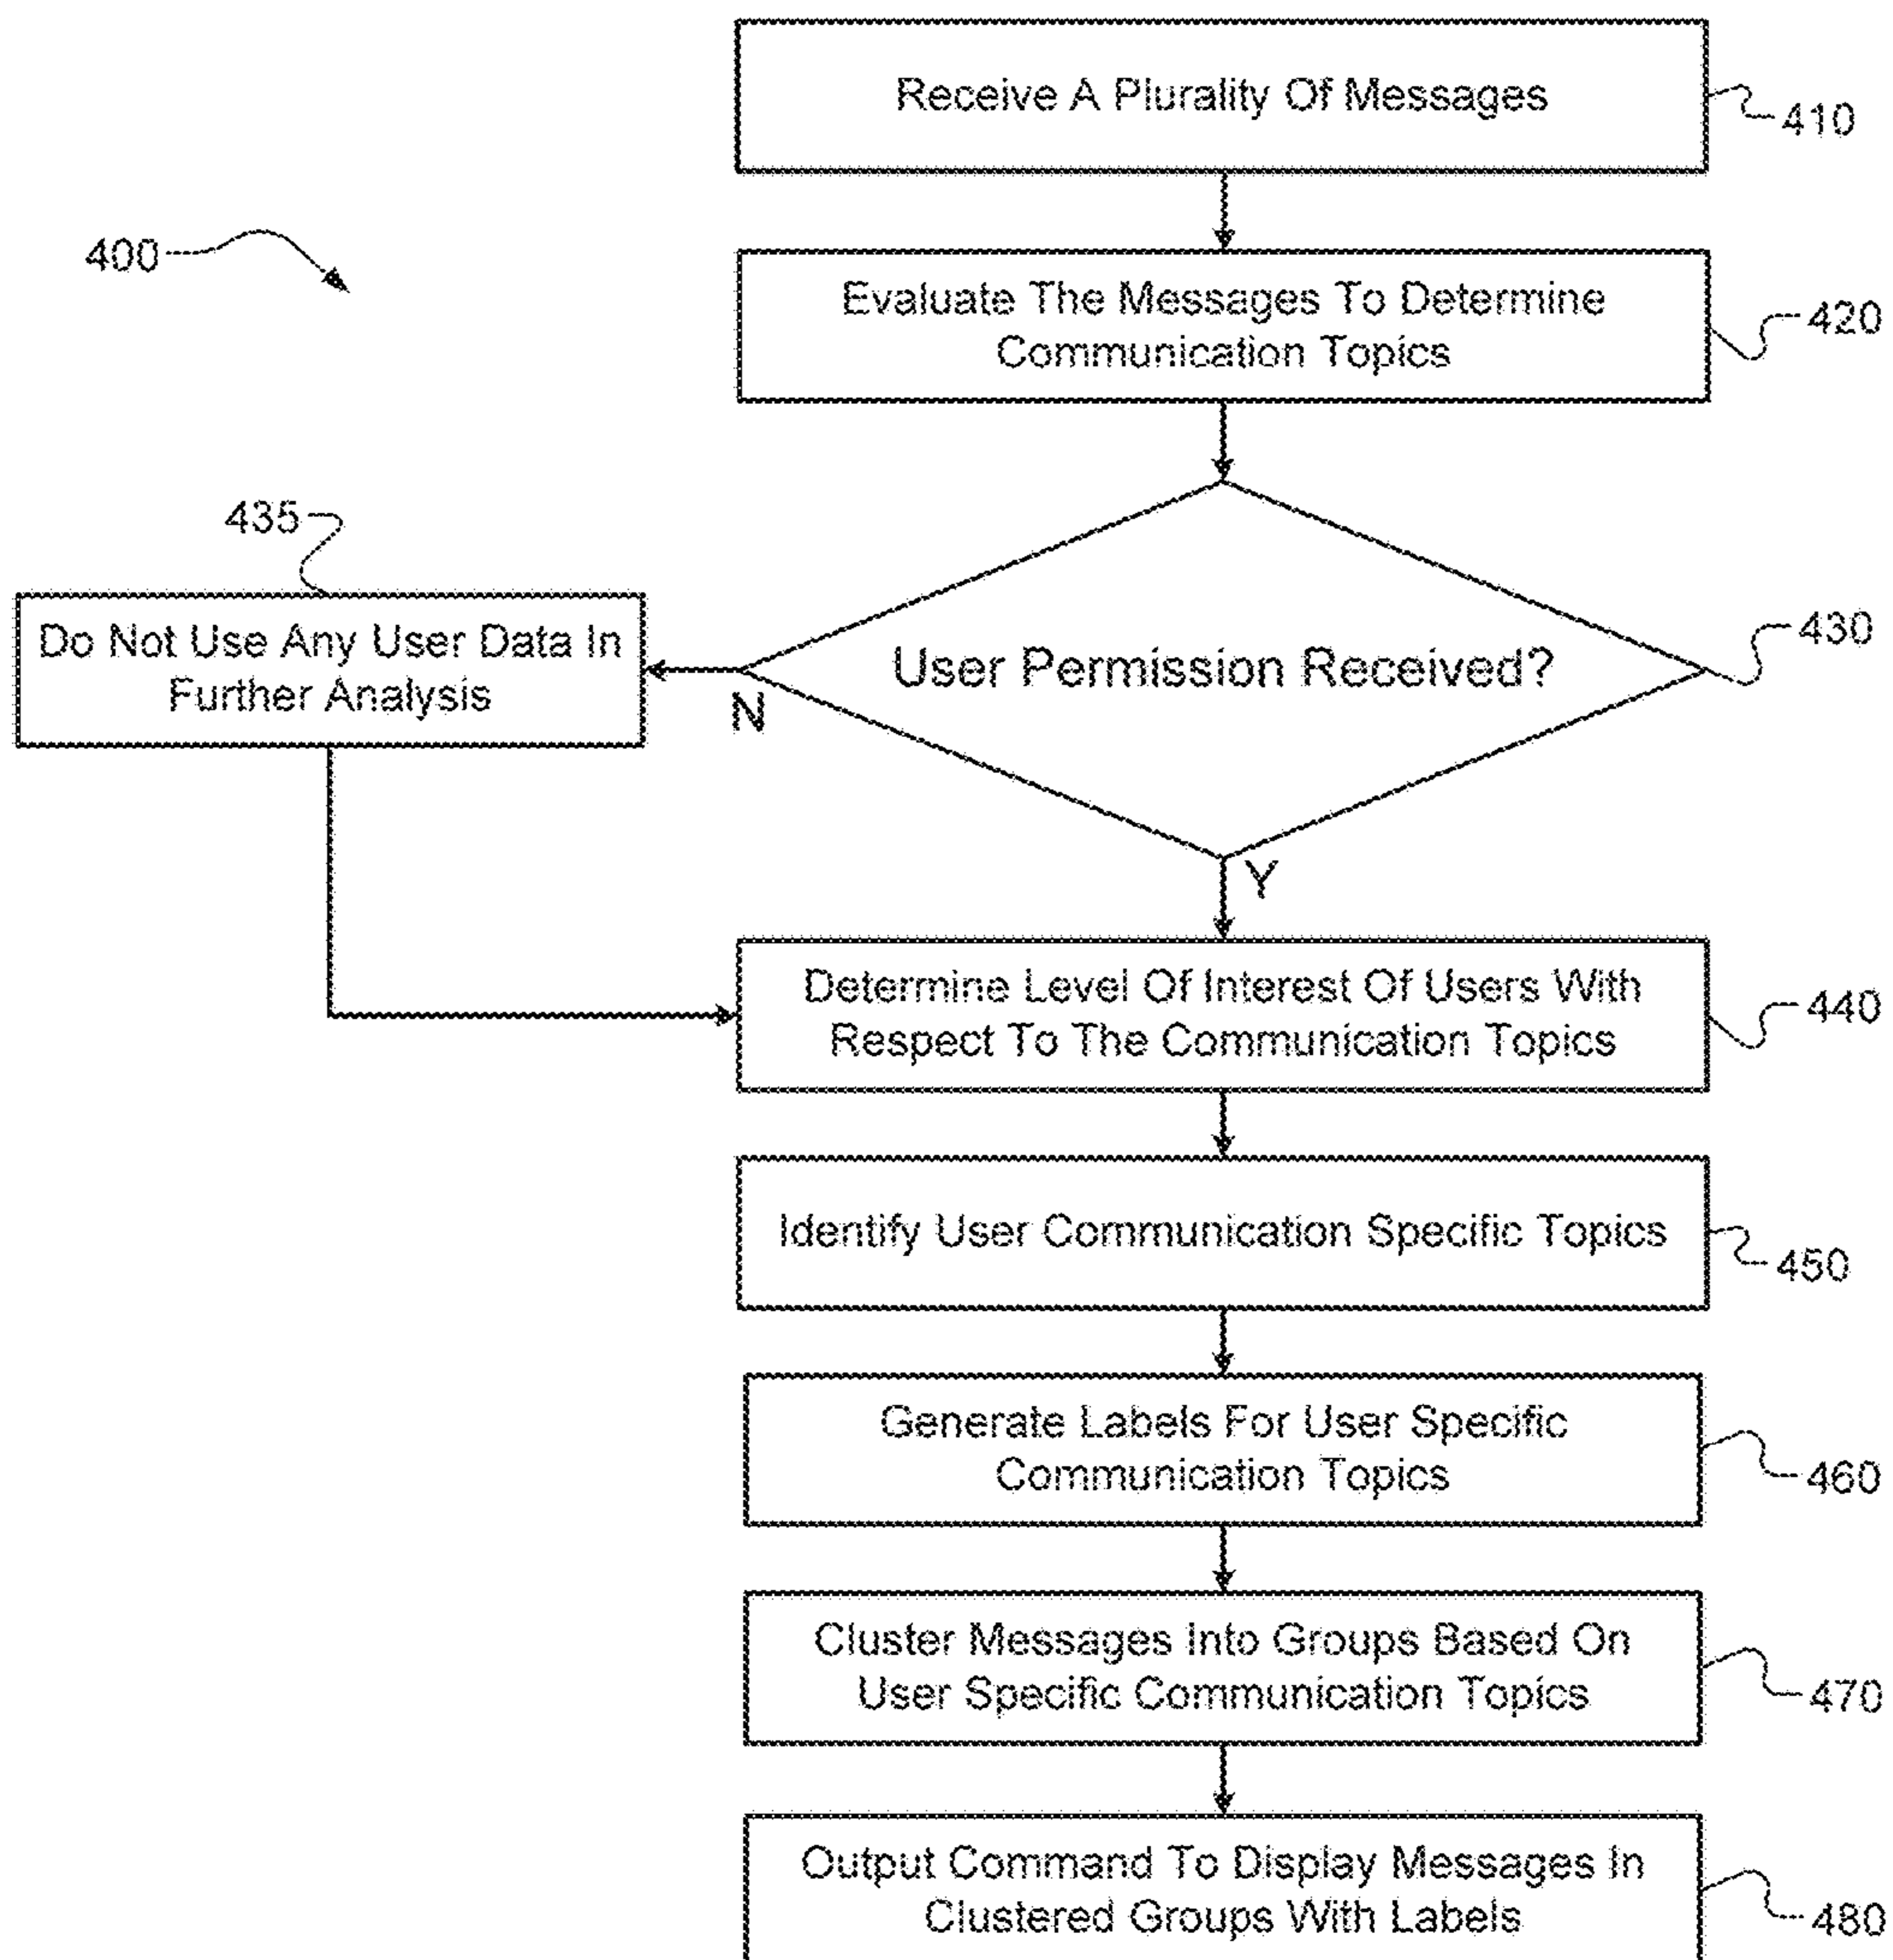 Receive A Plurality Of Messages
410
400
Evaluate The Messages To Determine
Communication Topics
420
435
Do Not Use Any User Data In
Further Analysis
User Permission Received?
430
N
Y
Determine Level Of Interest Of Users With
Respect To The Communication Topics
440
Identify User Communication Specific Topics
450
Generate Labels For User Specific
Communication Topics
460
Cluster Messages Into Groups Based On
User Specific Communication Topics
470
Output Command To Display Messages In
Clustered Groups With Labels
480